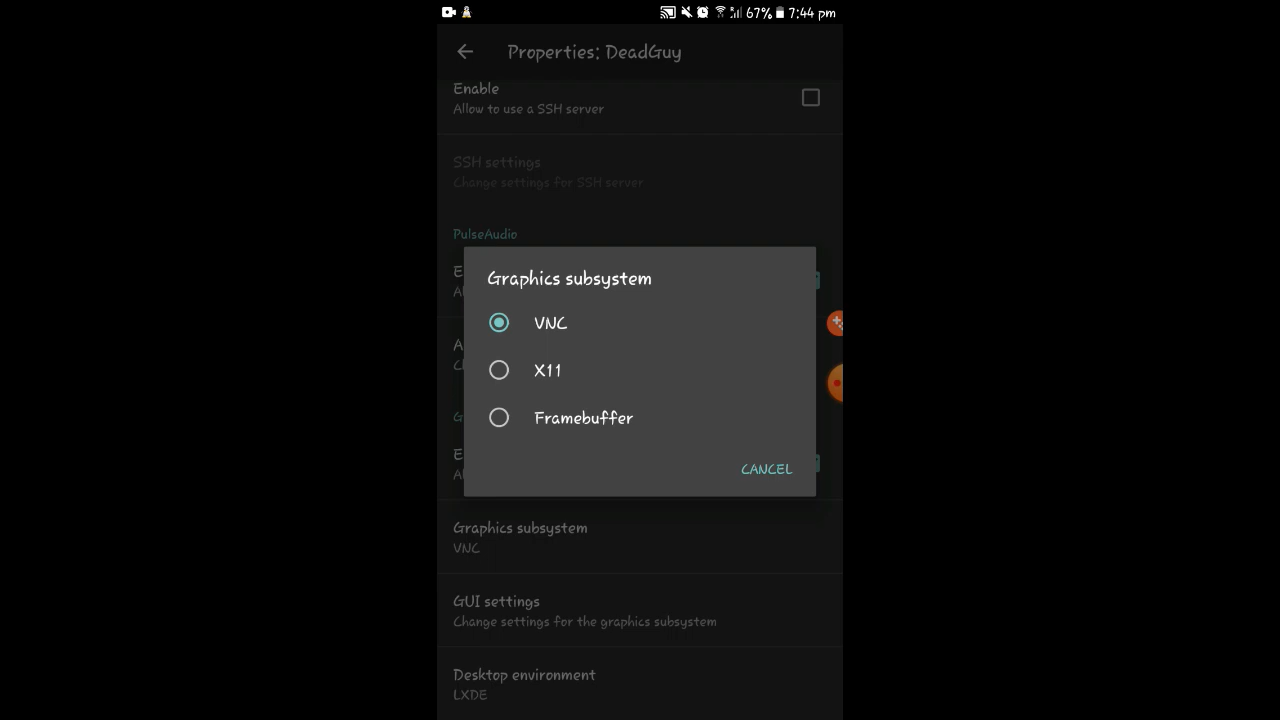 67% 7:44 pm
Properties: DeadGuy
Enable
Allow to use a SSH server
SSH settings
Change settings for SSH server
PulseAudio
E
A
Graphics subsystem
VNC
X11
Framebuffer
CANCEL
A
G
E
A
Graphics subsystem
VNC
GUI settings
Change settings for the graphics subsystem
Desktop environment
LXDE